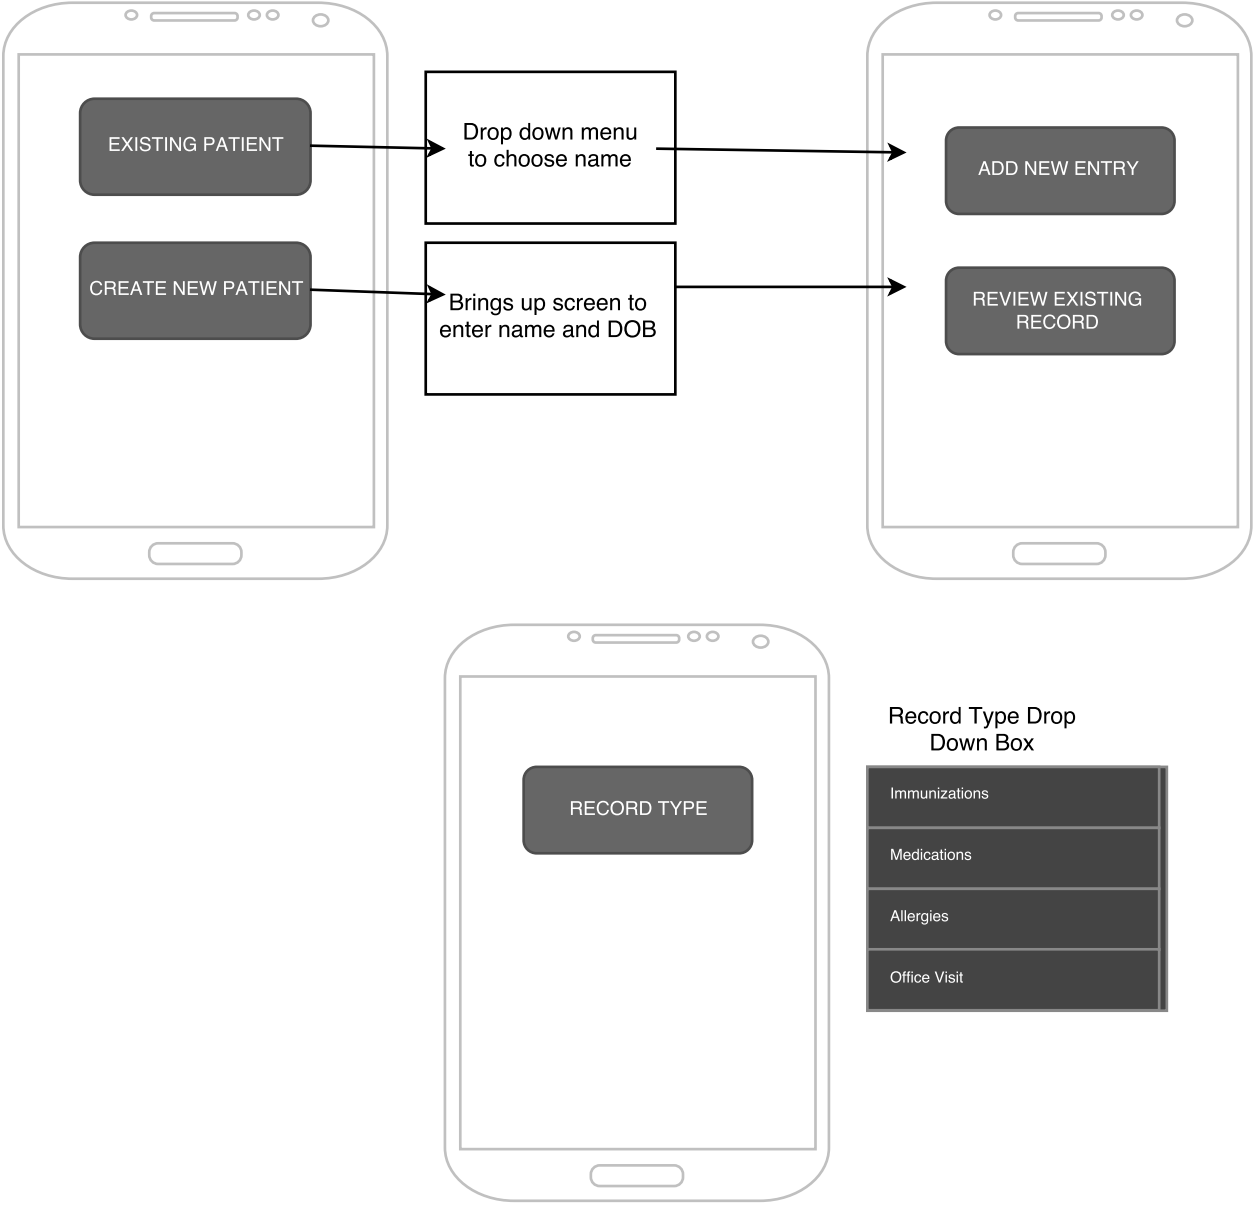 EXISTING PATIENT
Drop down menu
to choose name
ADD NEW ENTRY
CREATE NEW PATIENT
Brings up screen to
enter name and DOB
REVIEW EXISTING
RECORD
RECORD TYPE
Record Type Drop
Down Box
Immunizations
Medications
Allergies
Office Visit